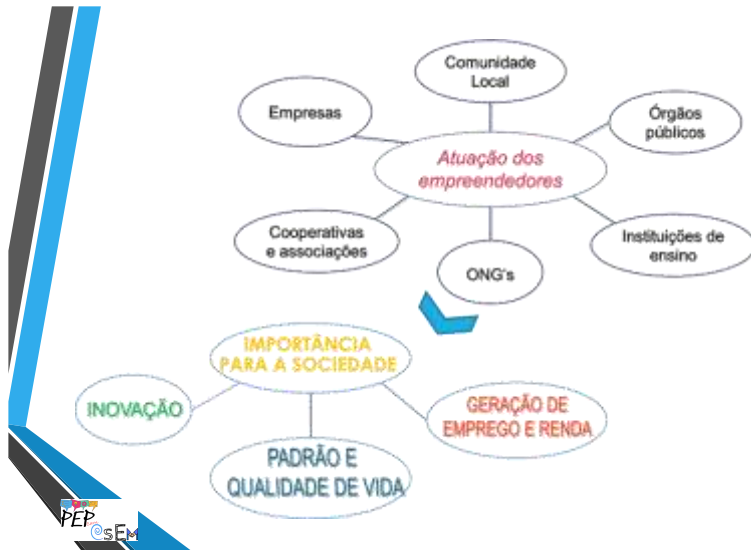 Comunidade
Local
Empresas
Órgãos
públicos
Atuação dos
empreendedores
Cooperativas
e associações
Instituições de
ensino
ONG's
IMPORTÂNCIA
PARA A SOCIEDADE
INOVAÇÃO
GERAÇÃO DE
EMPREGO E RENDA
PADRÃO E
QUALIDADE DE VIDA
PEP